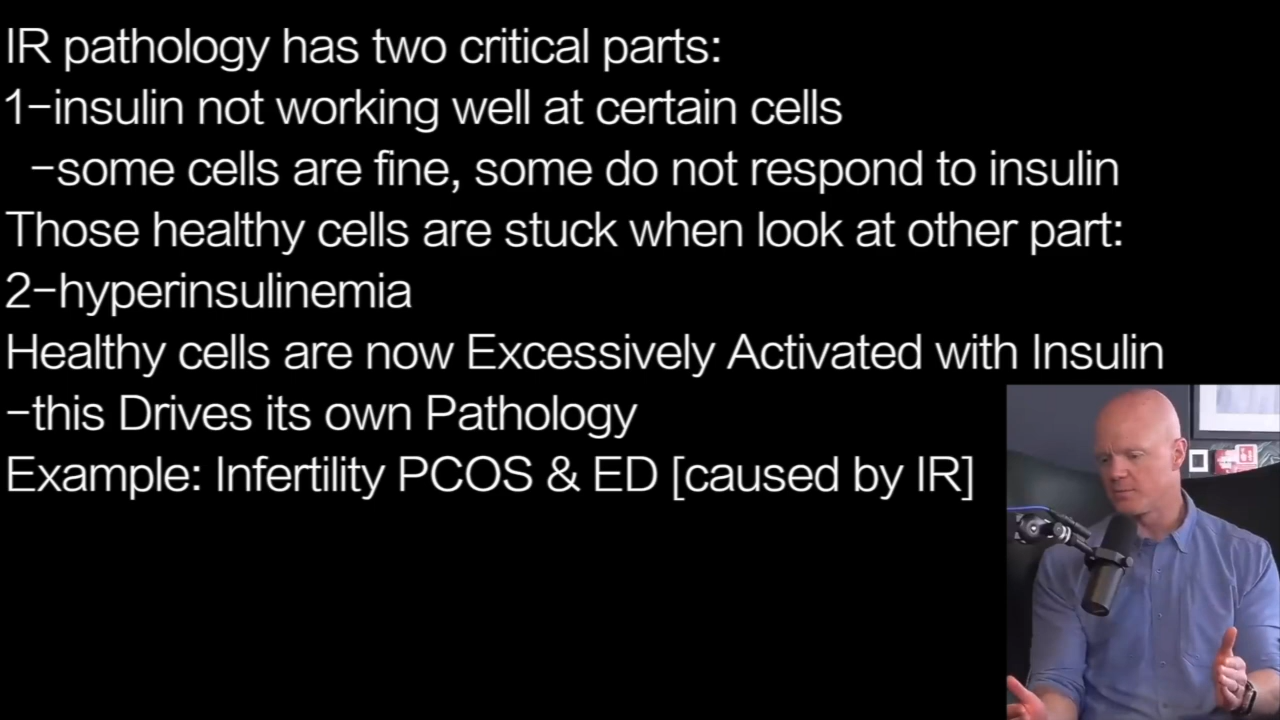 IR pathology has two critical parts:
1-insulin not working well at certain cells
-some cells are fine, some do not respond to insulin
Those healthy cells are stuck when look at other part:
2-hyperinsulinemia
Healthy cells are now Excessively Activated with Insulin
-this Drives its own Pathology
Example: Infertility PCOS & ED [caused by IR]